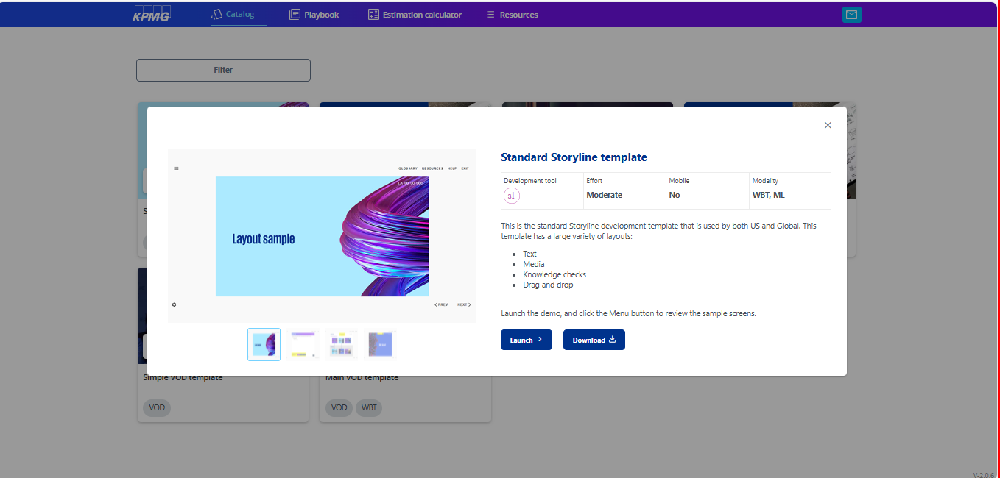 KPMG
Catalog
Playbook
Estimation calculator
Resources
Filter
GLOSSARY RESOURCES HELP EXIT
LA_00_00_000
Layout sample
PREV NEXT
Standard Storyline template
Development tool
sl
Effort
Moderate
Mobile
No
Modality
WBT, ML
This is the standard Storyline development template that is used by both US and Global. This
template has a large variety of layouts:
Text
Media
Knowledge checks
Drag and drop
Launch the demo, and click the Menu button to review the sample screens.
Launch
Download
S
Simple VOD template
Main VOD template
VOD
VOD WBT
V-2.0.6